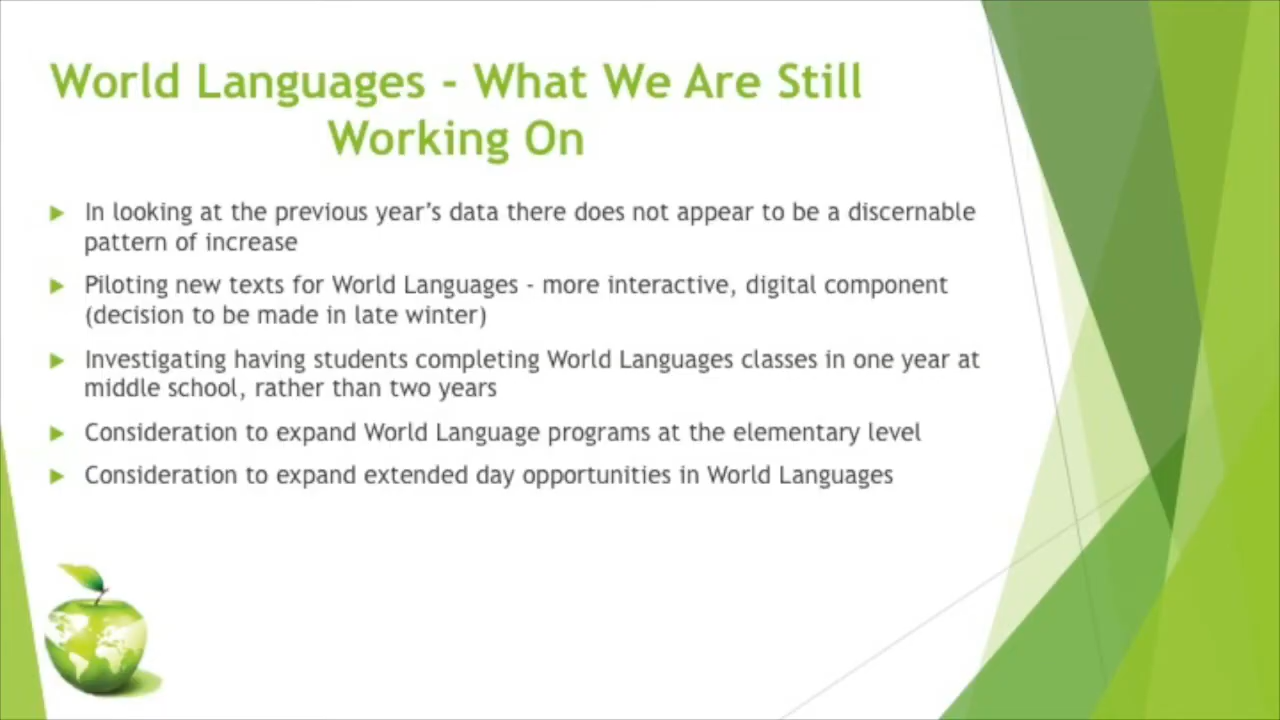 World Languages - What We Are Still
Working On
In looking at the previous year's data there does not appear to be a discernable
pattern of increase
Piloting new texts for World Languages - more interactive, digital component
(decision to be made in late winter)
Investigating having students completing World Languages classes in one year at
middle school, rather than two years
Consideration to expand World Language programs at the elementary level
Consideration to expand extended day opportunities in World Languages